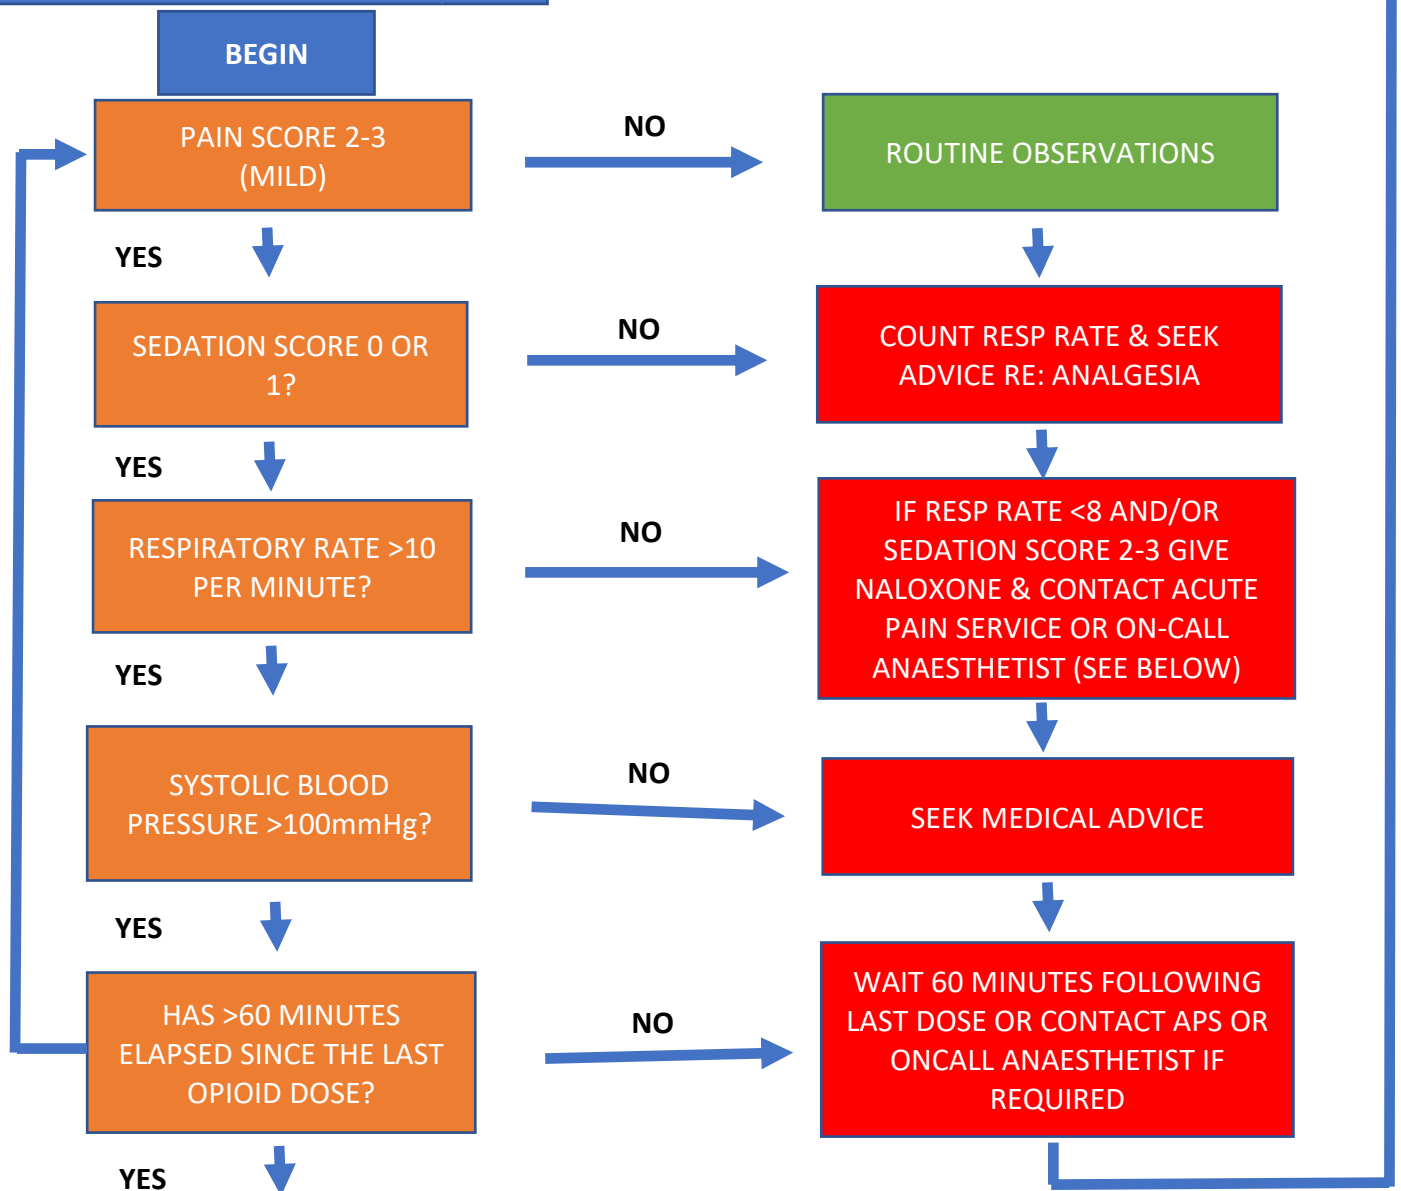 BEGIN
PAIN SCORE 2-3
(MILD)
NO
ROUTINE OBSERVATIONS
YES
SEDATION SCORE 0 OR
1?
NO
COUNT RESP RATE & SEEK
ADVICE RE: ANALGESIA
YES
RESPIRATORY RATE >10
PER MINUTE?
NO
IF RESP RATE <8 AND/OR
SEDATION SCORE 2-3 GIVE
NALOXONE & CONTACT ACUTE
PAIN SERVICE OR ON-CALL
ANAESTHETIST (SEE BELOW)
YES
SYSTOLIC BLOOD
PRESSURE >100mmHg?
NO
SEEK MEDICAL ADVICE
YES
HAS >60 MINUTES
ELAPSED SINCE THE LAST
OPIOID DOSE?
NO
WAIT 60 MINUTES FOLLOWING
LAST DOSE OR CONTACT APS OR
ONCALL ANAESTHETIST IF
REQUIRED
YES